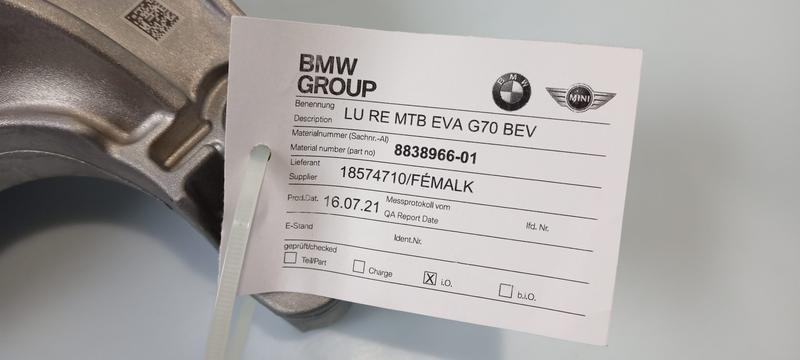 BMW
GROUP
BMW
MINI
Benennung
Description LU RE MTB EVA G70 BEV
Materialnummer (Sachnr.-AI)
Material number (part no) 8838966-01
Lieferant
Supplier 18574710/FÉMALK
Prod.Dat. 16.07.21 Messprotokoll vom
QA Report Date lfd. Nr.
E-Stand Ident.Nr.
geprüft/checked
Teil/Part Charge X i.O. b.i.O.